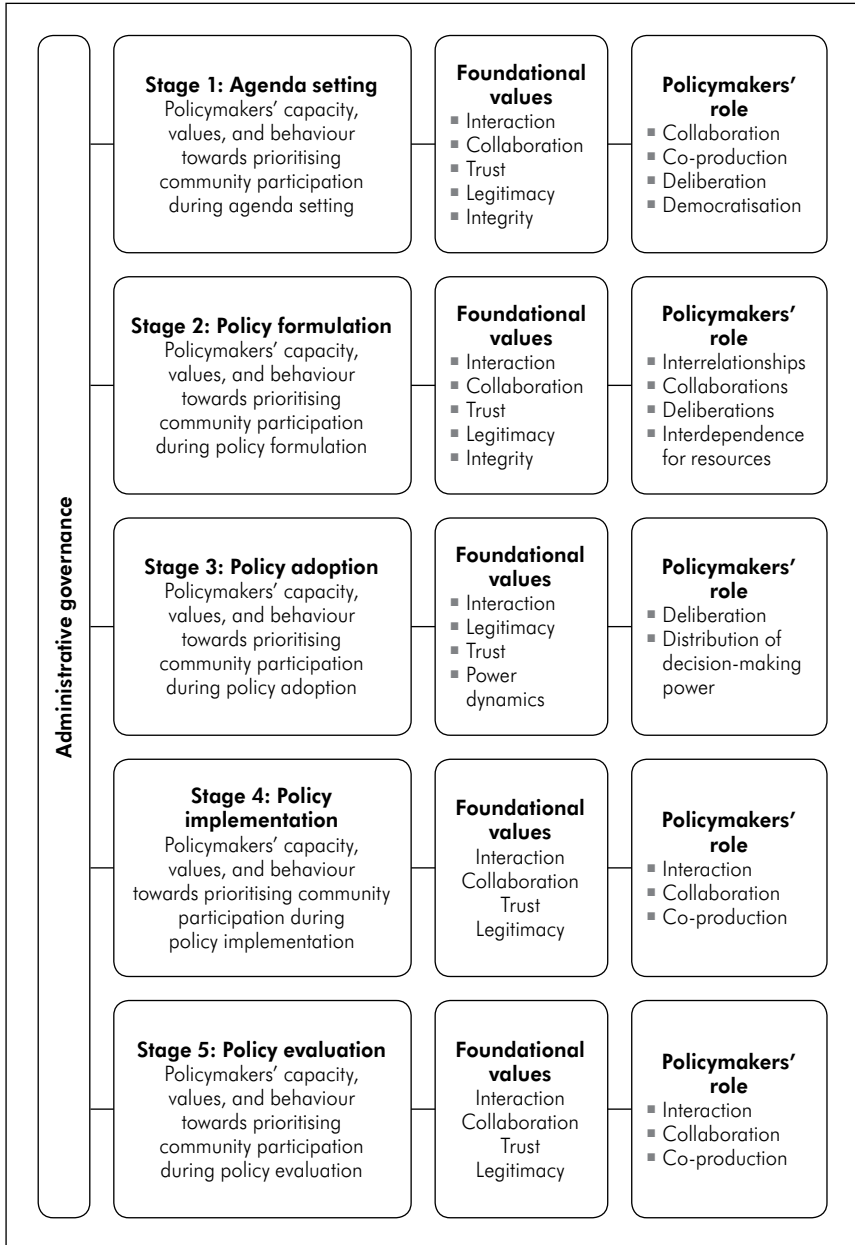 Administrative governance
Stage 1: Agenda setting
Policymakers' capacity,
values, and behaviour
towards prioritising
community participation
during agenda setting
Foundational
values
▪ Interaction
▪ Collaboration
▪ Trust
▪ Legitimacy
▪ Integrity
Policymakers'
role
▪ Collaboration
▪ Co-production
▪ Deliberation
▪ Democratisation
Stage 2: Policy formulation
Policymakers' capacity,
values, and behaviour
towards prioritising
community participation
during policy formulation
Foundational
values
▪ Interaction
▪ Collaboration
▪ Trust
▪ Legitimacy
▪ Integrity
Policymakers'
role
▪ Interrelationships
▪ Collaborations
▪ Deliberations
▪ Interdependence
for resources
Stage 3: Policy adoption
Policymakers' capacity,
values, and behaviour
towards prioritising
community participation
during policy adoption
Foundational
values
▪ Interaction
▪ Legitimacy
▪ Trust
▪ Power
dynamics
Policymakers'
role
▪ Deliberation
▪ Distribution of
decision-making
power
Stage 4: Policy
implementation
Policymakers' capacity,
values, and behaviour
towards prioritising community
participation during
policy implementation
Foundational
values
Interaction
Collaboration
Trust
Legitimacy
Policymakers'
role
▪ Interaction
▪ Collaboration
▪ Co-production
Stage 5: Policy evaluation
Policymakers' capacity,
values, and behaviour
towards prioritising
community participation
during policy evaluation
Foundational
values
Interaction
Collaboration
Trust
Legitimacy
Policymakers'
role
▪ Interaction
▪ Collaboration
▪ Co-production